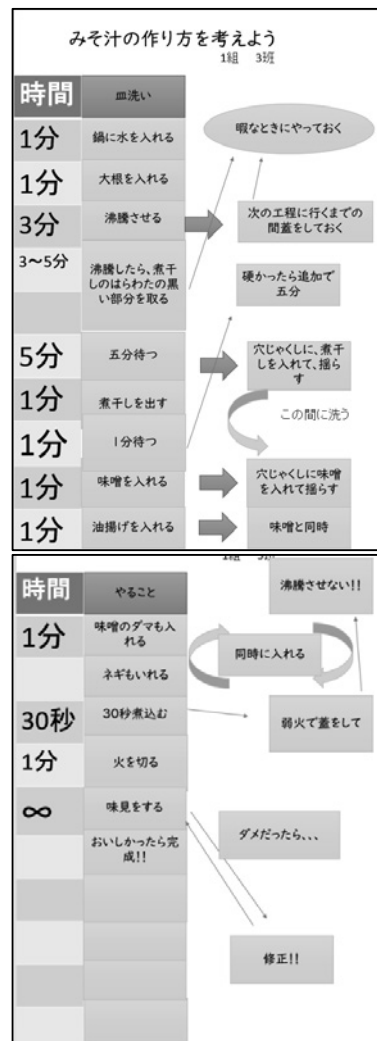 みそ汁の作り方を考えよう
1組 3班
時間
皿洗い
1分
鍋に水を入れる
暇なときにやっておく
1分
大根を入れる
3分
沸騰させる
次の工程に行くまでの
間蓋をしておく
3〜5分
沸騰したら、煮干
しのはらわたの黒
い部分を取る
硬かったら追加で
五分
5分
五分待つ
穴じゃくしに、煮干
しを入れて、揺ら
す
1分
煮干しを出す
この間に洗う
1分
1分待つ
1分
味噌を入れる
穴じゃくしに味噌
を入れて揺らす
1分
油揚げを入れる
味噌と同時
時間
やること
沸騰させない!!
1分
味噌のダマも入
れる
同時に入れる
ネギもいれる
30秒
30秒煮込む
弱火で蓋をして
1分
火を切る
∞
味見をする
ダメだったら、、、
おいしかったら完
成!!
修正!!